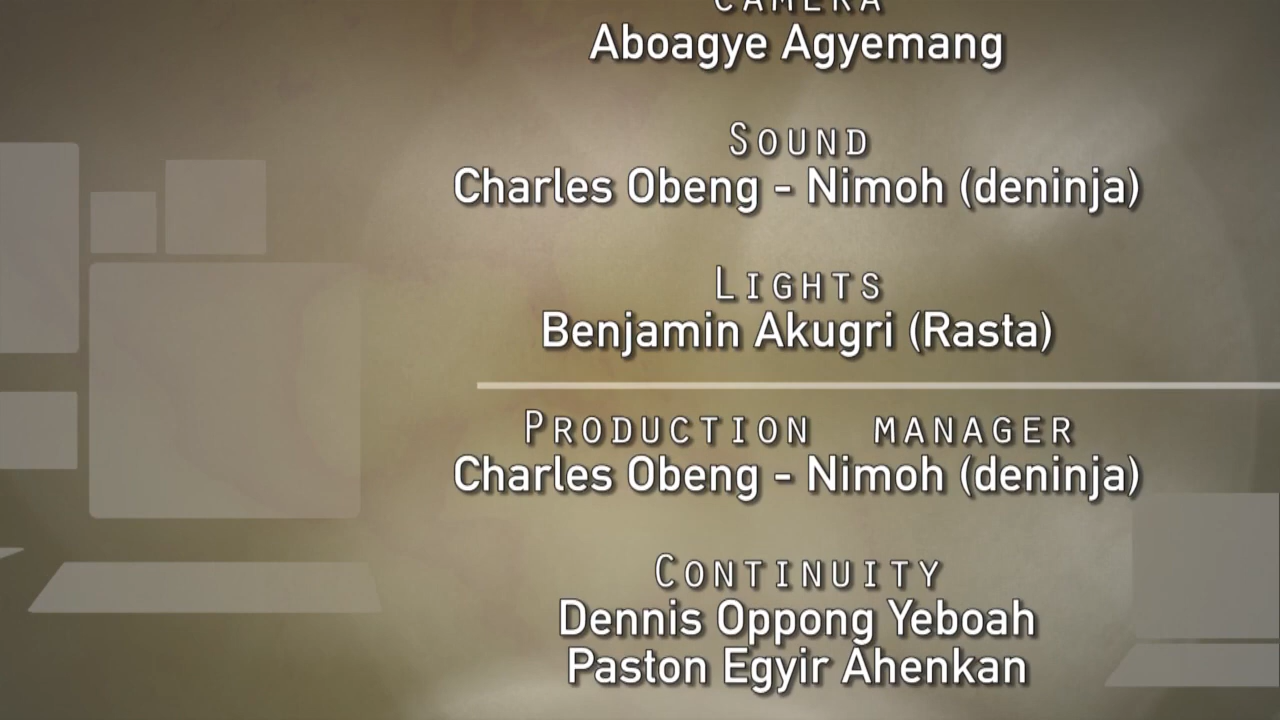 CAMERA
Aboagye Agyemang
SOUND
Charles Obeng - Nimoh (deninja)
LIGHTS
Benjamin Akugri (Rasta)
PRODUCTION MANAGER
Charles Obeng - Nimoh (deninja)
CONTINUITY
Dennis Oppong Yeboah
Paston Egyir Ahenkan